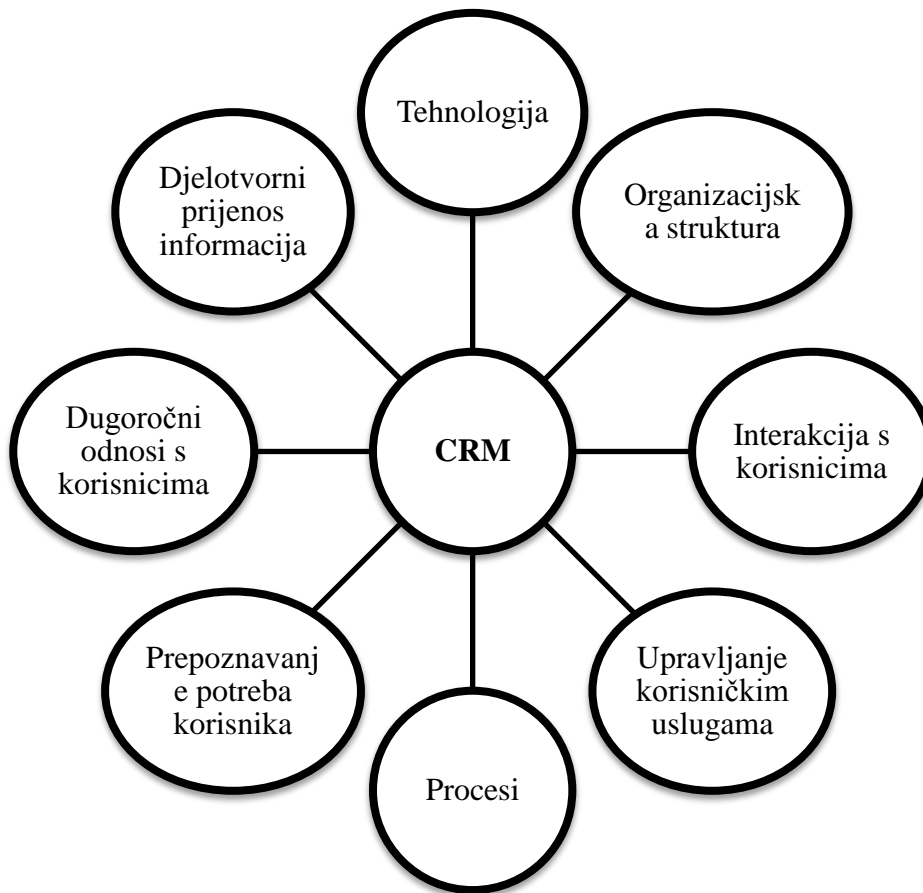 Tehnologija
Organizacijsk
a struktura
Interakcija s
korisnicima
Upravljanje
korisničkim
uslugama
Procesi
Prepoznavanj
e potreba
korisnika
Dugoročni
odnosi s
korisnicima
Djelotvorni
prijenos
informacija
CRM